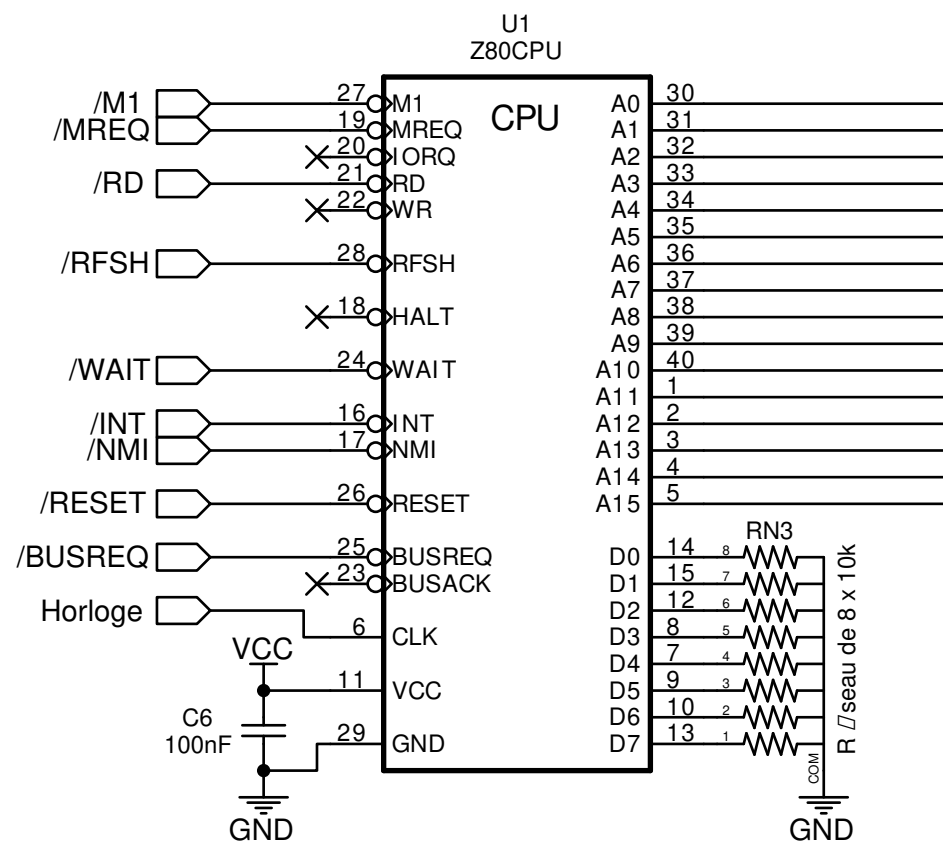 U1
Z80CPU
CPU
/M1 27 M1
/MREQ 19 MREQ
20 IORQ
/RD 21 RD
22 WR
/RFSH 28 RFSH
18 HALT
/WAIT 24 WAIT
/INT 16 INT
/NMI 17 NMI
/RESET 26 RESET
/BUSREQ 25 BUSREQ
23 BUSACK
Horloge 6 CLK
VCC
11 VCC
C6
100nF
29 GND
GND
A0 30
A1 31
A2 32
A3 33
A4 34
A5 35
A6 36
A7 37
A8 38
A9 39
A10 40
A11 1
A12 2
A13 3
A14 4
A15 5
RN3
D0 14 8
D1 15 7
D2 12 6
D3 8 5
D4 7 4
D5 9 3
D6 10 2
D7 13 1
COM
R▯seau de 8 x 10k
GND